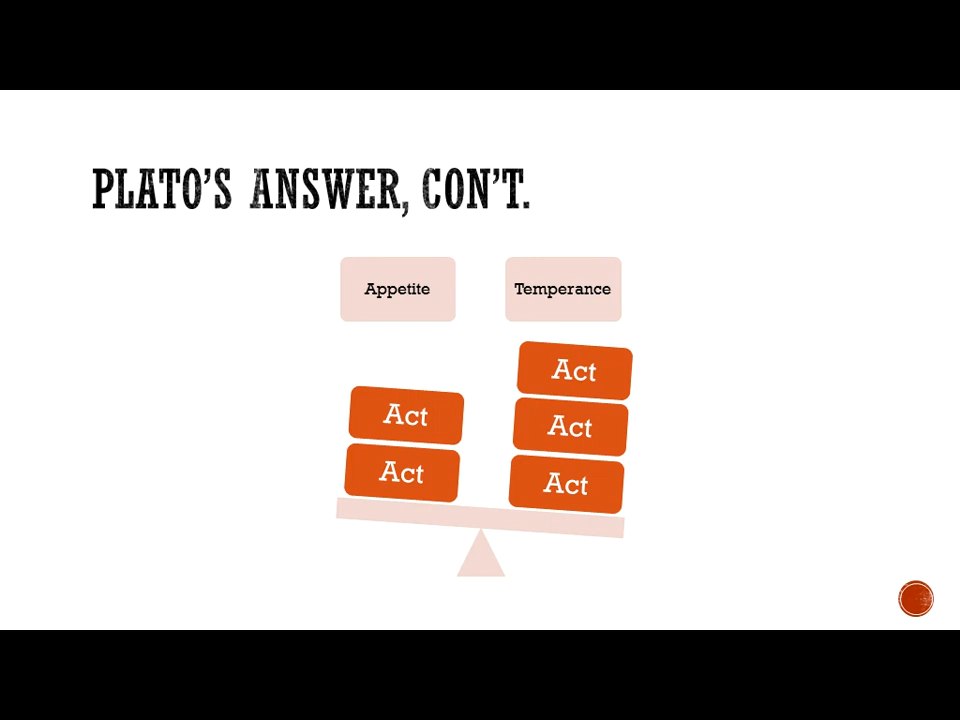 PLATO'S ANSWER, CON'T.
Appetite
Temperance
Act
Act
Act
Act
Act